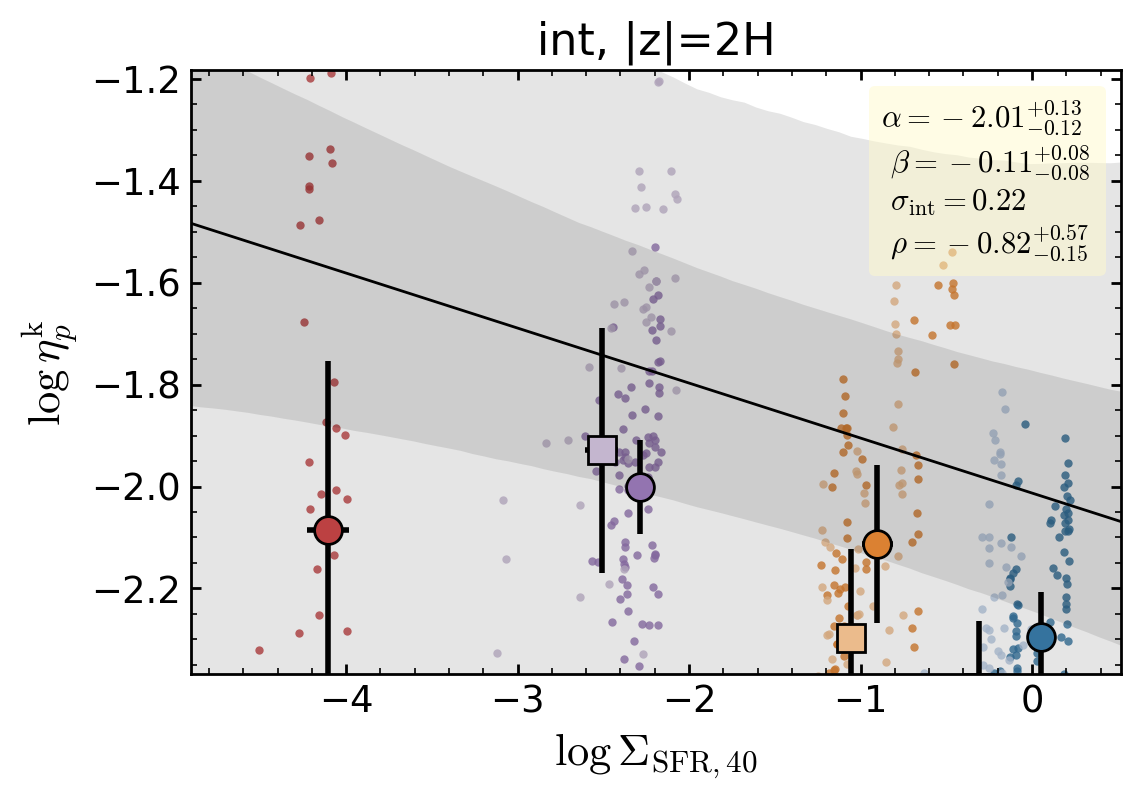 int, |z|=2H
−1.2
−1.4
−1.6
−1.8
−2.0
−2.2
log η_p^k
α = −2.01^{+0.13}_{−0.12}
β = −0.11^{+0.08}_{−0.08}
σ_int = 0.22
ρ = −0.82^{+0.57}_{−0.15}
−4 −3 −2 −1 0
log Σ_{SFR, 40}